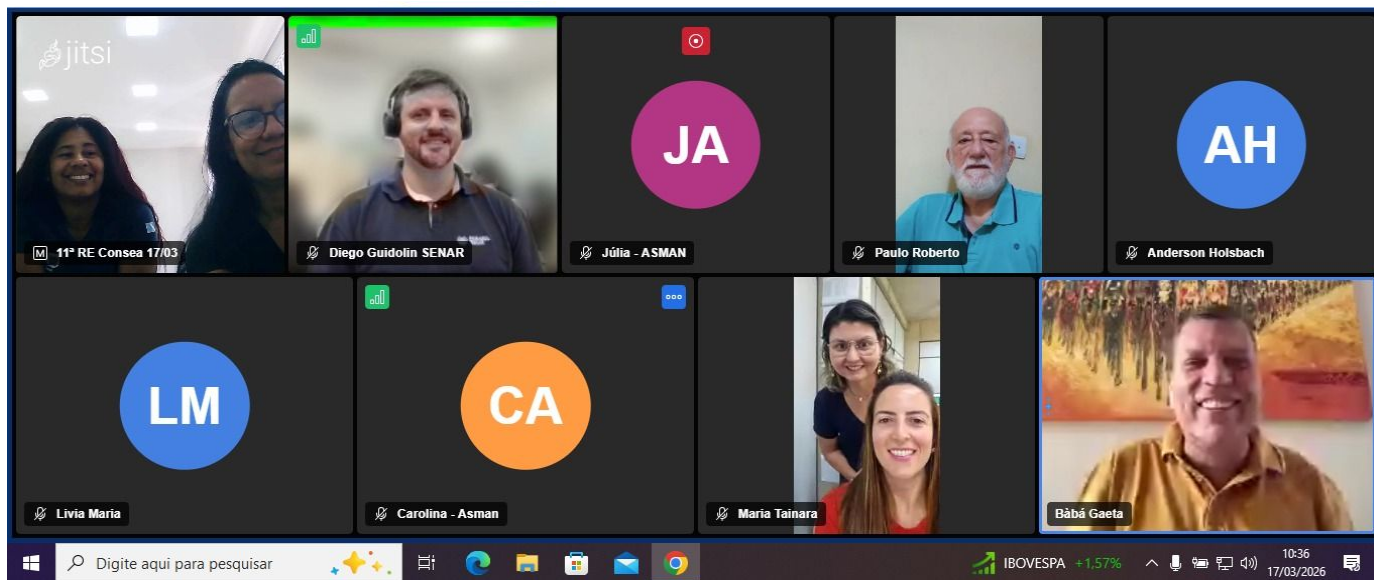 jitsi
M 11ª RE Consea 17/03
Diego Guidolin SENAR
JA
Júlia - ASMAN
Paulo Roberto
AH
Anderson Holsbach
LM
Livia Maria
CA
Carolina - Asman
Maria Tainara
Bàbá Gaeta
Digite aqui para pesquisar
IBOVESPA +1,57%
10:36
17/03/2026